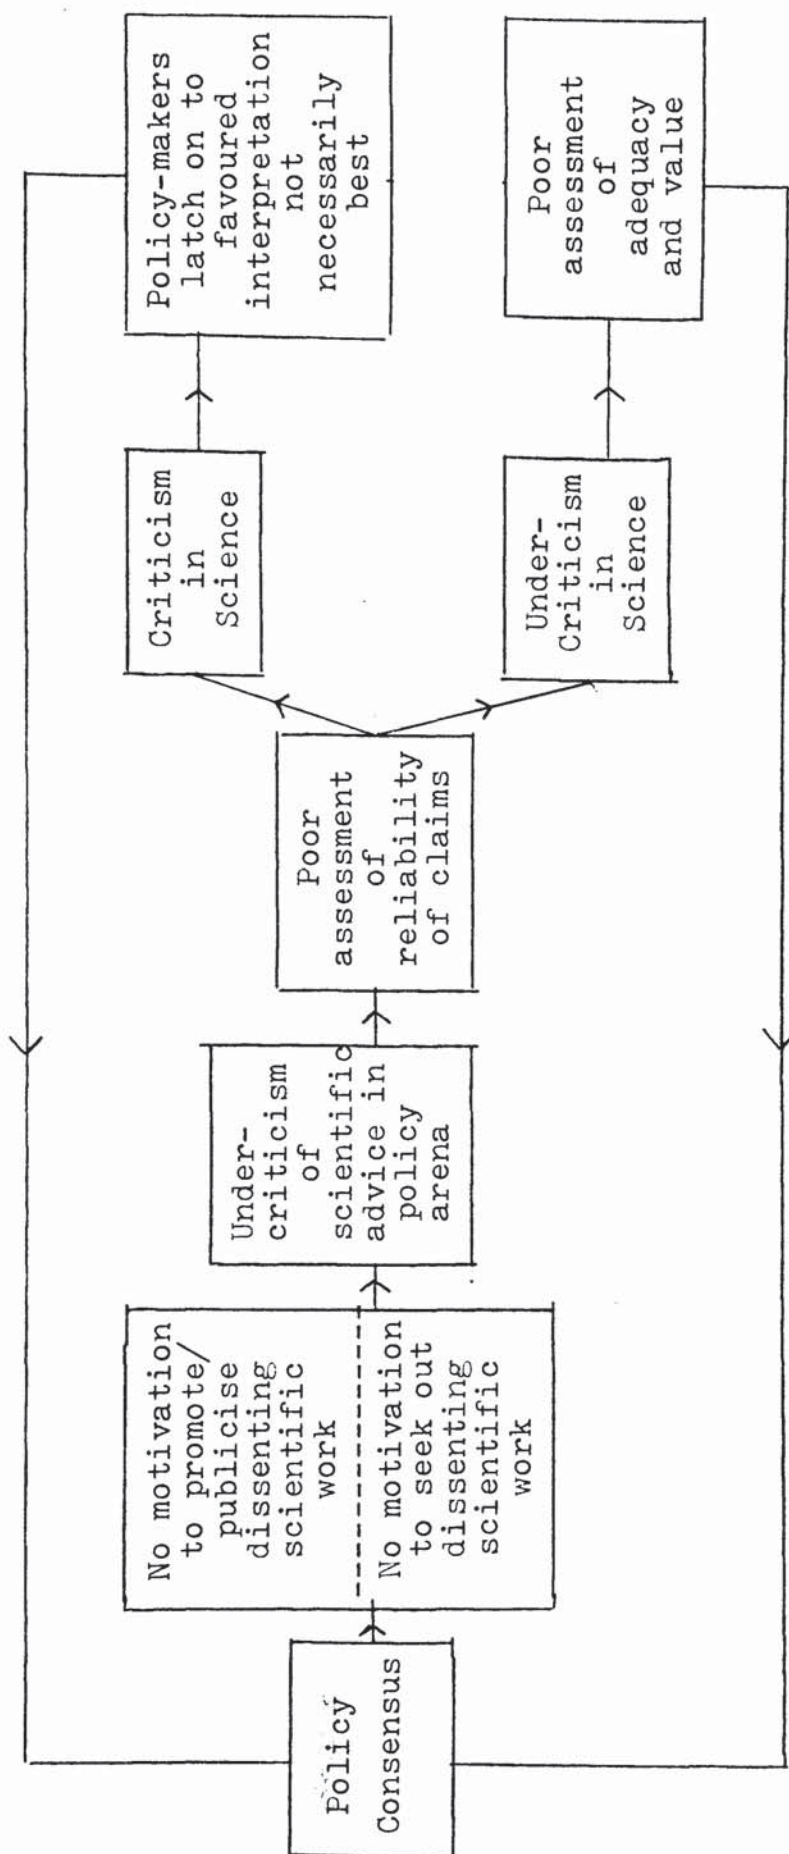 Policy
Consensus
No motivation
to promote/
publicise
dissenting
scientific
work
No motivation
to seek out
dissenting
scientific
work
Under-
criticism
of
scientific
advice in
policy
arena
Poor
assessment
of
reliability
of claims
Criticism
in
Science
Policy-makers
latch on to
favoured
interpretation
not
necessarily
best
Under-
Criticism
in
Science
Poor
assessment
of
adequacy
and value